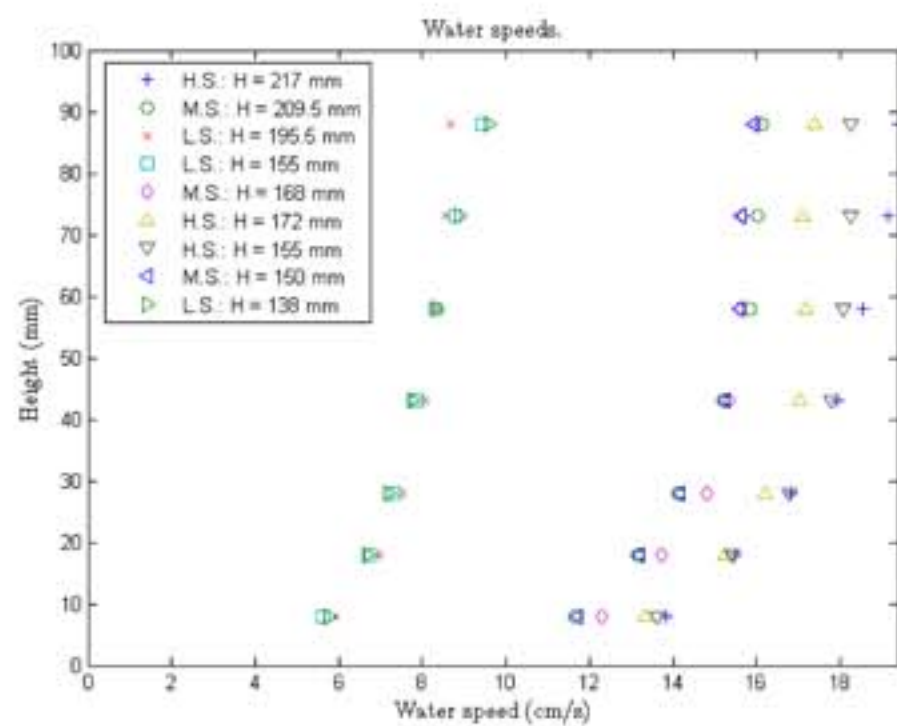 Water speeds.
100
90
80
70
60
50
40
30
20
10
0
H.S.: H = 217 mm
M.S.: H = 209.5 mm
L.S.: H = 195.5 mm
L.S.: H = 155 mm
M.S.: H = 168 mm
H.S.: H = 172 mm
H.S.: H = 155 mm
M.S.: H = 150 mm
L.S.: H = 138 mm
Height (mm)
0 2 4 6 8 10 12 14 16 18
Water speed (cm/s)